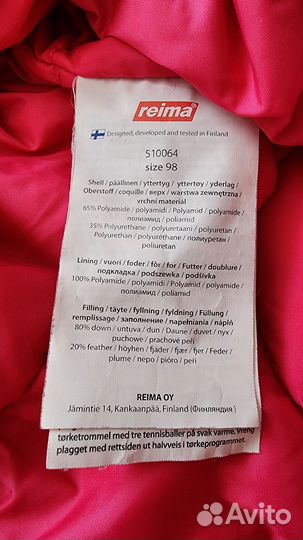 reima®
Designed, developed and tested in Finland.
510064
size 98
Shell / päällinen / yttertyg / yttertoy / yderlag /
Oberstoff / coquille / верх / warstwa zewnętrzna /
vrchní materiál
65% Polyamide / polyamidi / Polyamid / polyamide /
полиамид / poliamid
35% Polyurethane / polyuretaani / polyuretan /
Polyurethan / polyuréthane / полиуретан /
poliuretan
Lining / vuori / foder / fôr / for / Futter / doublure /
подкладка / podszewka / podšívka
100% Polyamide / polyamidi / Polyamid / polyamide /
полиамид / poliamid
Filling / täyte / fyllning / fyldning / Füllung /
remplissage / заполнение / napełniania / náplň
80% down / untuva / dun / Daune / duvet / пух /
puchowe / prachové peří
20% feather / höyhen / fjäder / fjær / fjer / Feder /
plume / перо / pióro / peří
REIMA OY
Jämintie 14, Kankaanpää, Finland (Финляндия)
tørketrommel med tre tennisballer på svak varme. Vreng
plagget med rettsiden ut halvveis i tørkeprogrammet.
Avito